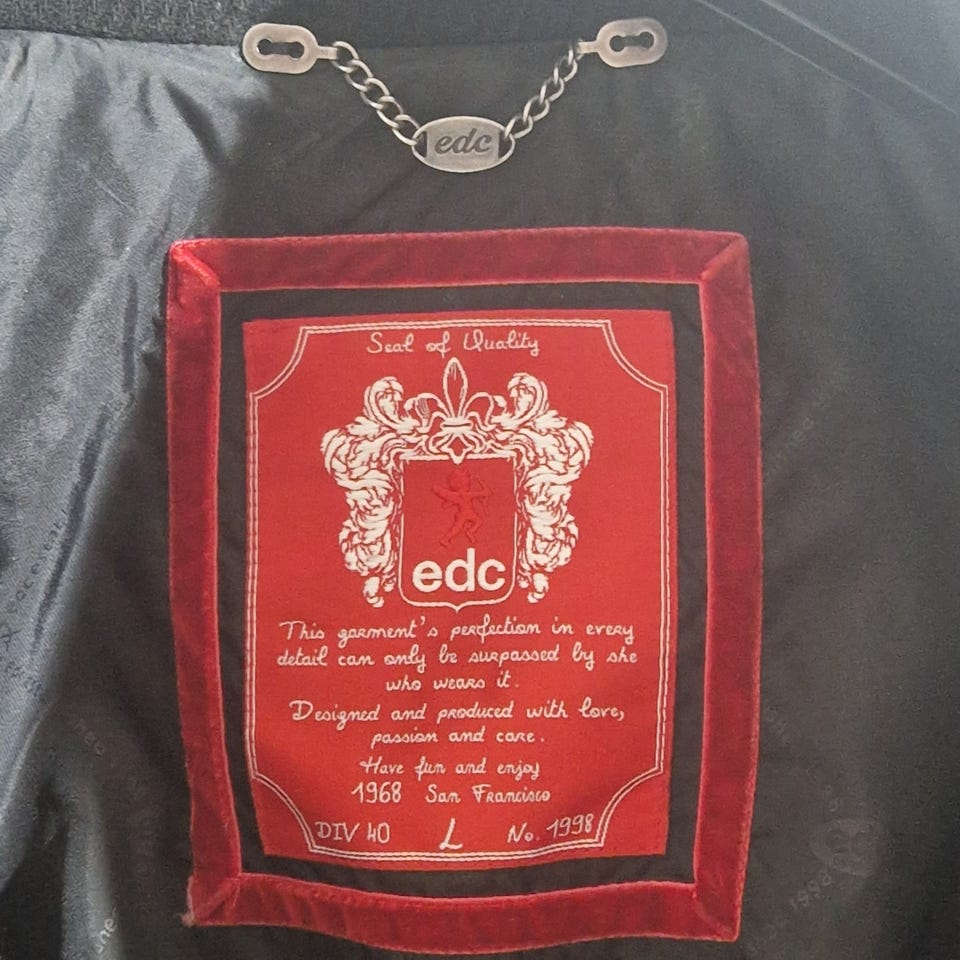 edc
Seal of Quality
edc
This garment's perfection in every
detail can only be surpassed by she
who wears it.
Designed and produced with love,
passion and care.
Have fun and enjoy
1968 San Francisco
DIV 40 L No. 1998
1998